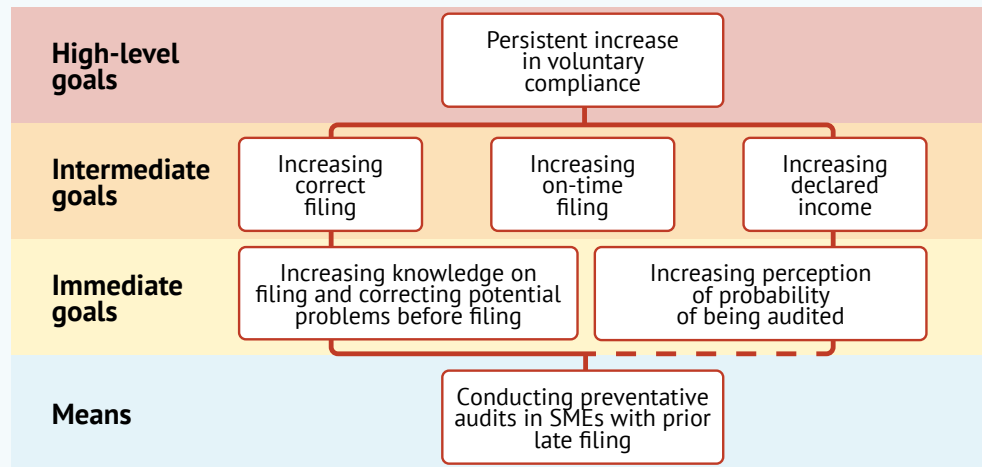 High-level
goals
Persistent increase
in voluntary
compliance
Intermediate
goals
Increasing
correct
filing
Increasing
on-time
filing
Increasing
declared
income
Immediate
goals
Increasing knowledge on
filing and correcting potential
problems before filing
Increasing perception
of probability
of being audited
Means
Conducting preventative
audits in SMEs with prior
late filing